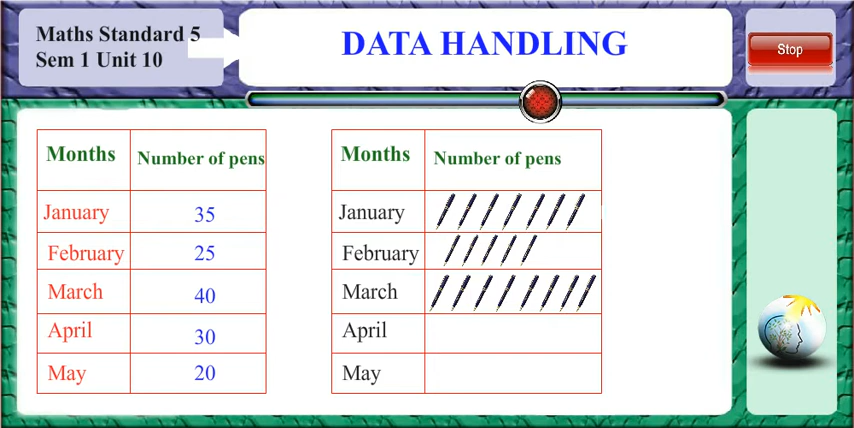 Maths Standard 5
Sem 1 Unit 10
DATA HANDLING
Stop
Months Number of pens
January 35
February 25
March 40
April 30
May 20
Months Number of pens
January
February
March
April
May